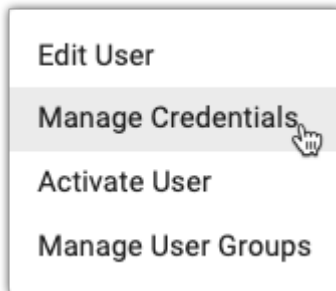 Edit User
Manage Credentials
Activate User
Manage User Groups